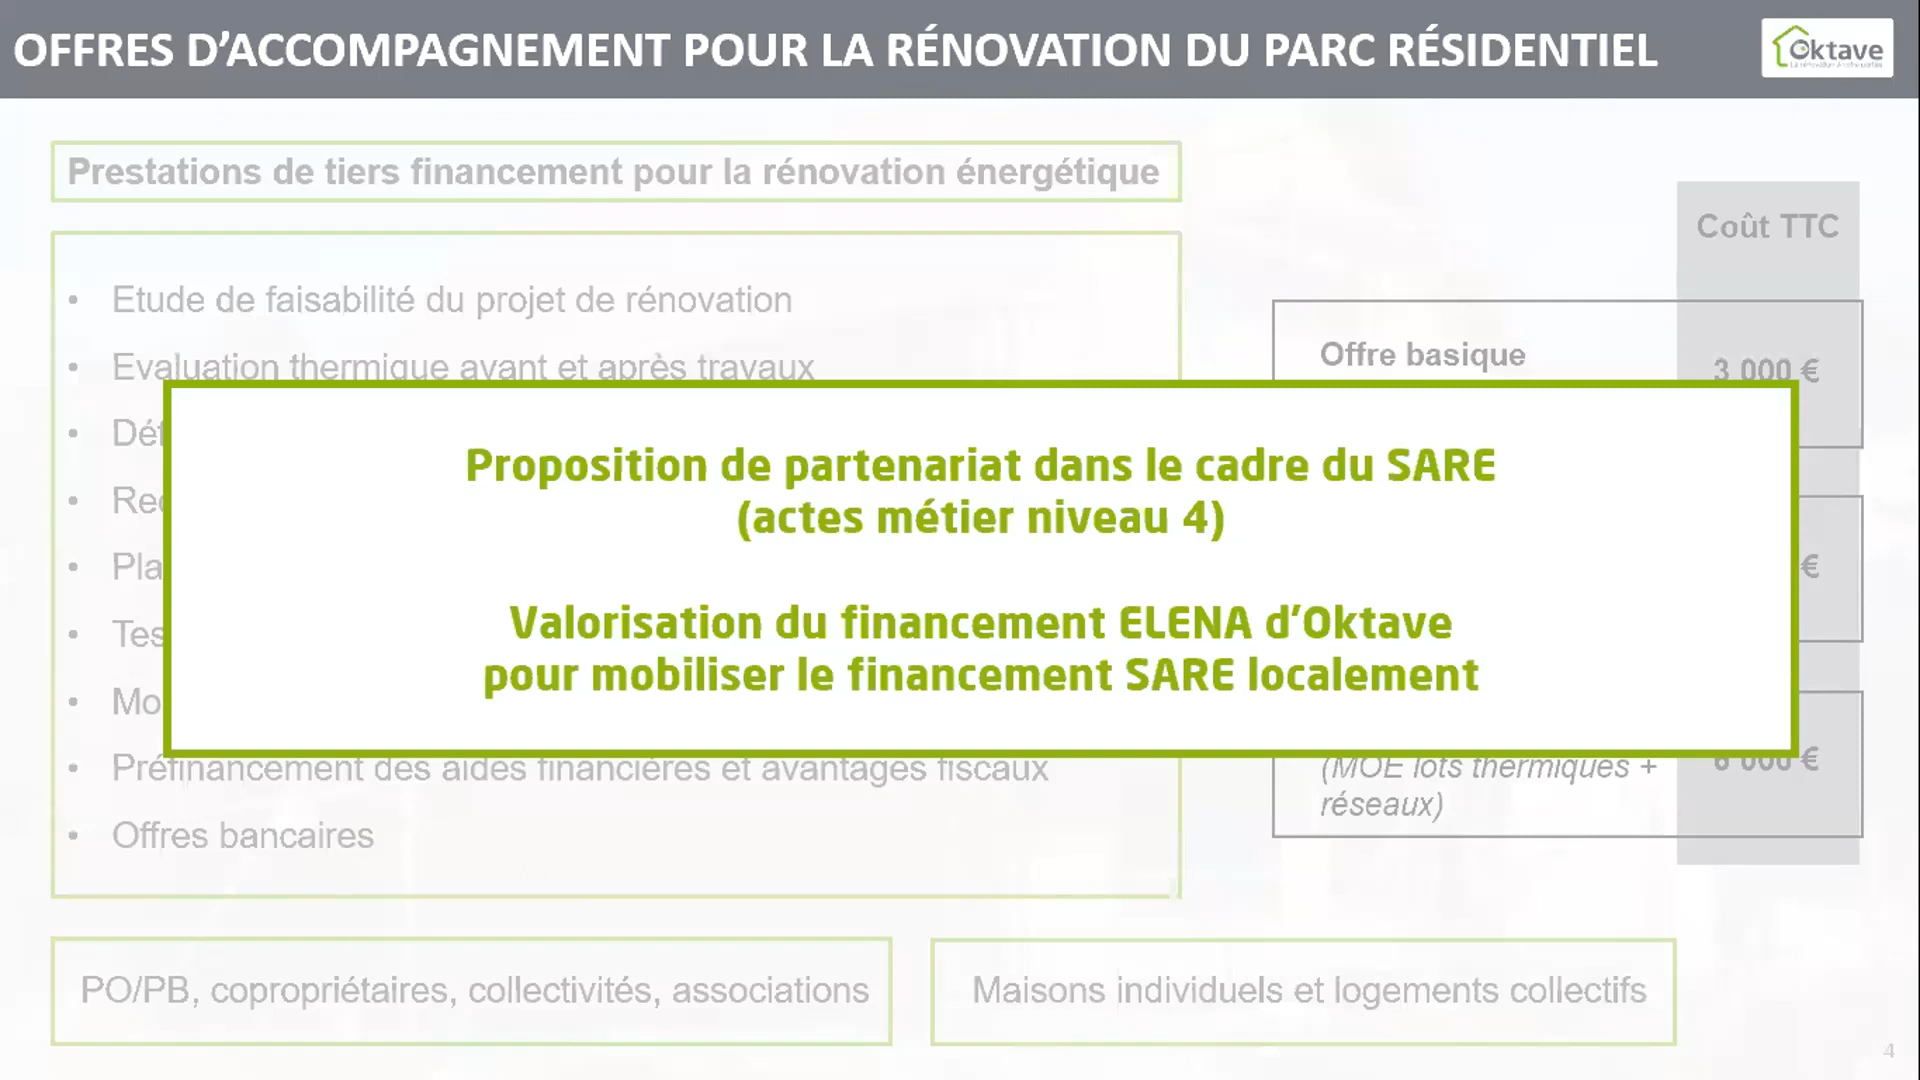 OFFRES D’ACCOMPAGNEMENT POUR LA RÉNOVATION DU PARC RÉSIDENTIEL
Oktave
Prestations de tiers financement pour la rénovation énergétique
Coût TTC
• Etude de faisabilité du projet de rénovation
• Evaluation thermique avant et après travaux
Offre basique
3 000 €
Proposition de partenariat dans le cadre du SARE
(actes métier niveau 4)
Valorisation du financement ELENA d’Oktave
pour mobiliser le financement SARE localement
€
• Préfinancement des aides financières et avantages fiscaux
• Offres bancaires
(MOE lots thermiques +
réseaux)
6 000 €
PO/PB, copropriétaires, collectivités, associations
Maisons individuels et logements collectifs
4